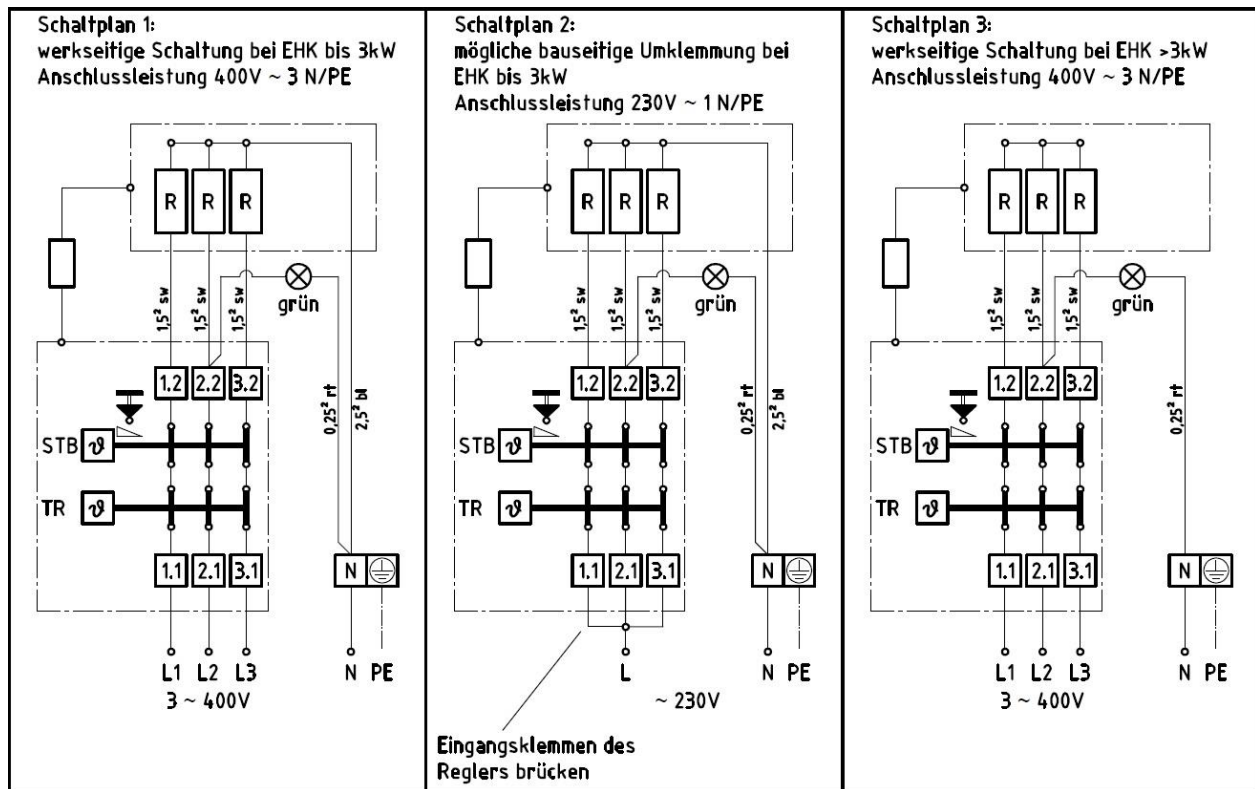 Schaltplan 1:
werkseitige Schaltung bei EHK bis 3kW
Anschlussleistung 400V ~ 3 N/PE
R R R
grün
1,5² sw 1,5² sw 1,5² sw
0,25² rt
2,5² bl
1.2 2.2 3.2
STB ϑ
TR ϑ
1.1 2.1 3.1
N
L1 L2 L3 N PE
3 ~ 400V
Schaltplan 2:
mögliche bauseitige Umklemmung bei
EHK bis 3kW
Anschlussleistung 230V ~ 1 N/PE
R R R
grün
1,5² sw 1,5² sw 1,5² sw
0,25² rt
2,5² bl
1.2 2.2 3.2
STB ϑ
TR ϑ
1.1 2.1 3.1
N
L N PE
~ 230V
Eingangsklemmen des
Reglers brücken
Schaltplan 3:
werkseitige Schaltung bei EHK >3kW
Anschlussleistung 400V ~ 3 N/PE
R R R
grün
1,5² sw 1,5² sw 1,5² sw
0,25² rt
1.2 2.2 3.2
STB ϑ
TR ϑ
1.1 2.1 3.1
N
L1 L2 L3 N PE
3 ~ 400V